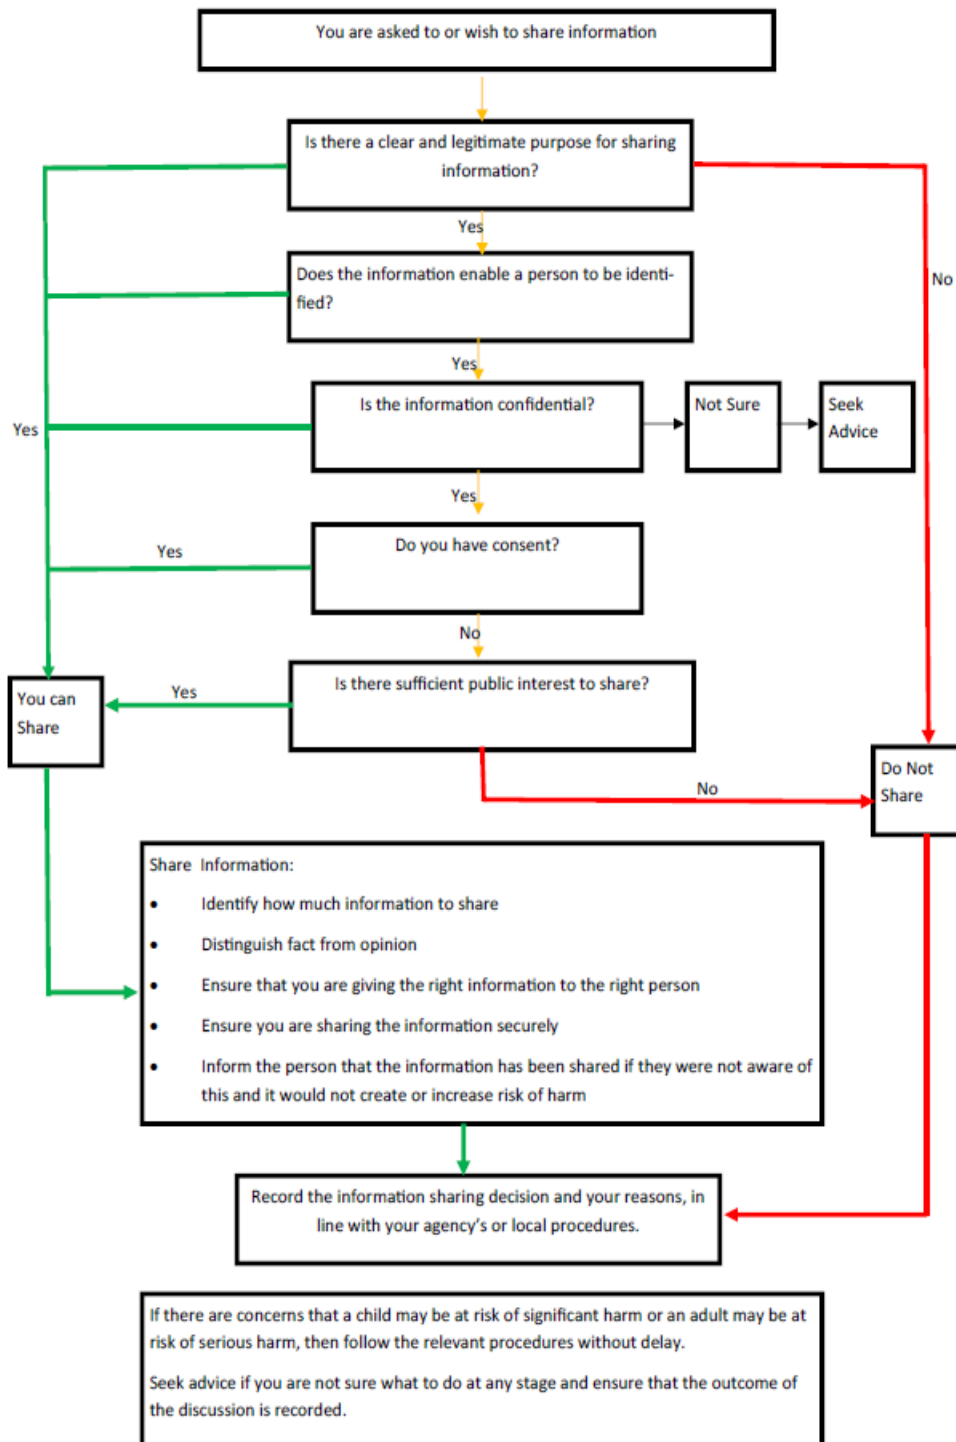 You are asked to or wish to share information
Is there a clear and legitimate purpose for sharing
information?
Yes
No
Does the information enable a person to be identi-
fied?
Yes
Is the information confidential?
Not Sure
Seek
Advice
Yes
Yes
Do you have consent?
Yes
No
Is there sufficient public interest to share?
Yes
You can
Share
No
Do Not
Share
Share Information:
• Identify how much information to share
• Distinguish fact from opinion
• Ensure that you are giving the right information to the right person
• Ensure you are sharing the information securely
• Inform the person that the information has been shared if they were not aware of
this and it would not create or increase risk of harm
Record the information sharing decision and your reasons, in
line with your agency's or local procedures.
If there are concerns that a child may be at risk of significant harm or an adult may be at
risk of serious harm, then follow the relevant procedures without delay.
Seek advice if you are not sure what to do at any stage and ensure that the outcome of
the discussion is recorded.